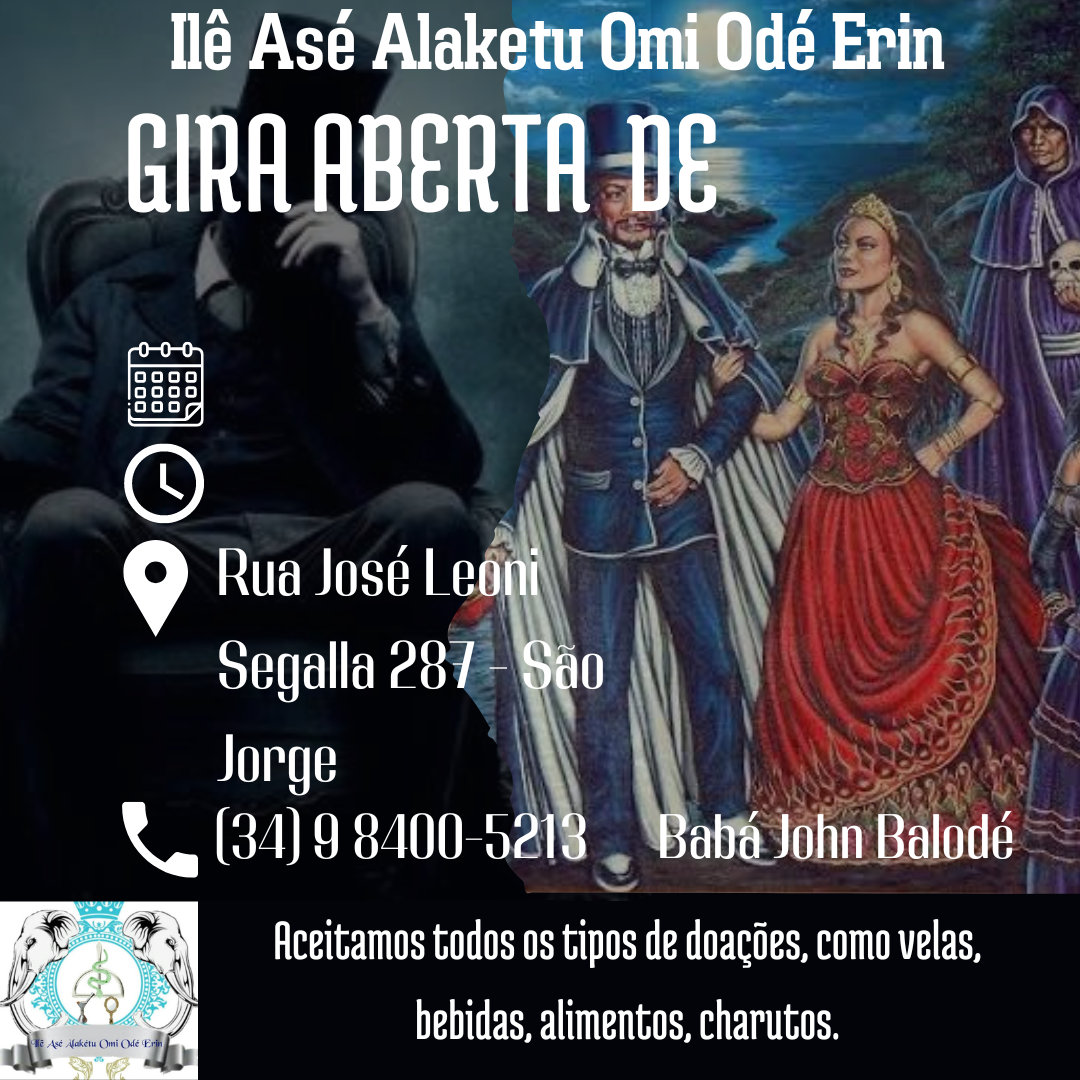 Ilê Asé Alaketu Omi Odé Erin
GIRA ABERTA DE
Rua José Leoni
Segalla 287 - São
Jorge
(34) 9 8400-5213 Babá John Balodé
Aceitamos todos os tipos de doações, como velas,
bebidas, alimentos, charutos.
Ilê Asé Alakétu Omi Odé Erin